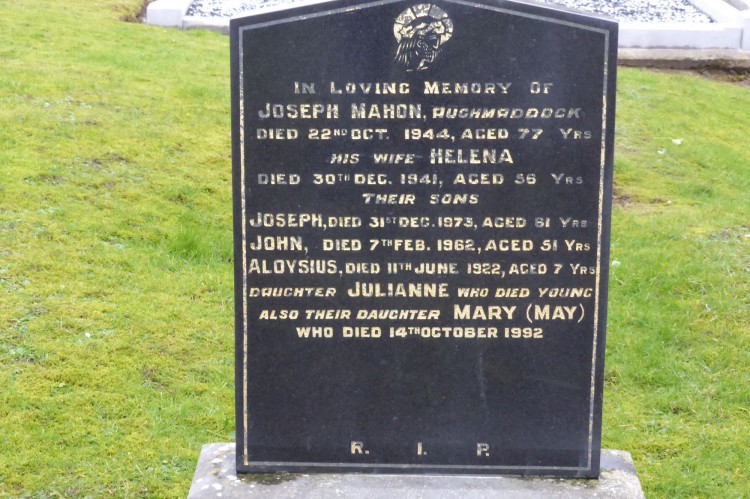 IN LOVING MEMORY OF
JOSEPH MAHON, AUGHMADDOCK
DIED 22ND OCT. 1944, AGED 77 YRS
HIS WIFE HELENA
DIED 30TH DEC. 1941, AGED 56 YRS
THEIR SONS
JOSEPH, DIED 31ST DEC. 1973, AGED 61 YRS
JOHN, DIED 7TH FEB. 1962, AGED 51 YRS
ALOYSIUS, DIED 11TH JUNE 1922, AGED 7 YRS
DAUGHTER JULIANNE WHO DIED YOUNG
ALSO THEIR DAUGHTER MARY (MAY)
WHO DIED 14TH OCTOBER 1992
R. I. P.